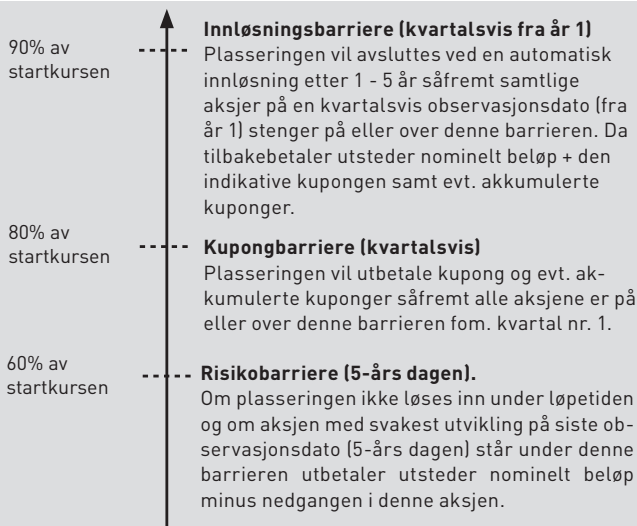 90% av
startkursen
Innløsningsbarriere (kvartalsvis fra år 1)
Plasseringen vil avsluttes ved en automatisk
innløsning etter 1 - 5 år såfremt samtlige
aksjer på en kvartalsvis observasjonsdato (fra
år 1) stenger på eller over denne barrieren. Da
tilbakebetaler utsteder nominelt beløp + den
indikative kupongen samt evt. akkumulerte
kuponger.
80% av
startkursen
Kupongbarriere (kvartalsvis)
Plasseringen vil utbetale kupong og evt. ak-
kumulerte kuponger såfremt alle aksjene er på
eller over denne barrieren fom. kvartal nr. 1.
60% av
startkursen
Risikobarriere (5-års dagen).
Om plasseringen ikke løses inn under løpetiden
og om aksjen med svakest utvikling på siste ob-
servasjonsdato (5-års dagen) står under denne
barrieren utbetaler utsteder nominelt beløp
minus nedgangen i denne aksjen.